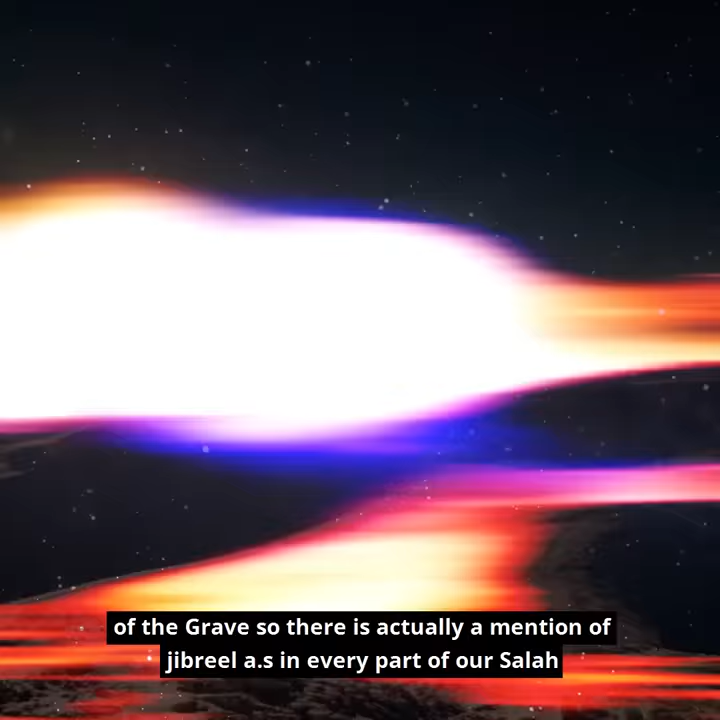 of the Grave so there is actually a mention of
jibreel a.s in every part of our Salah